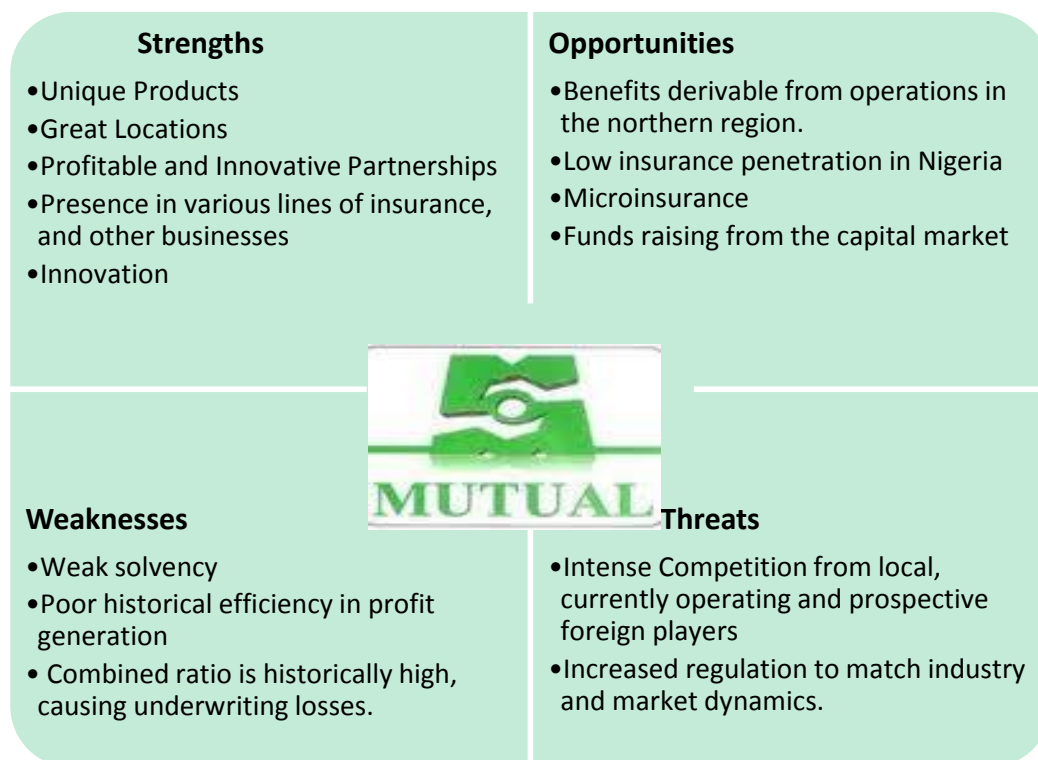 Strengths
•Unique Products
•Great Locations
•Profitable and Innovative Partnerships
•Presence in various lines of insurance,
and other businesses
•Innovation
Opportunities
•Benefits derivable from operations in
the northern region.
•Low insurance penetration in Nigeria
•Microinsurance
•Funds raising from the capital market
MUTUAL
Weaknesses
•Weak solvency
•Poor historical efficiency in profit
generation
• Combined ratio is historically high,
causing underwriting losses.
Threats
•Intense Competition from local,
currently operating and prospective
foreign players
•Increased regulation to match industry
and market dynamics.